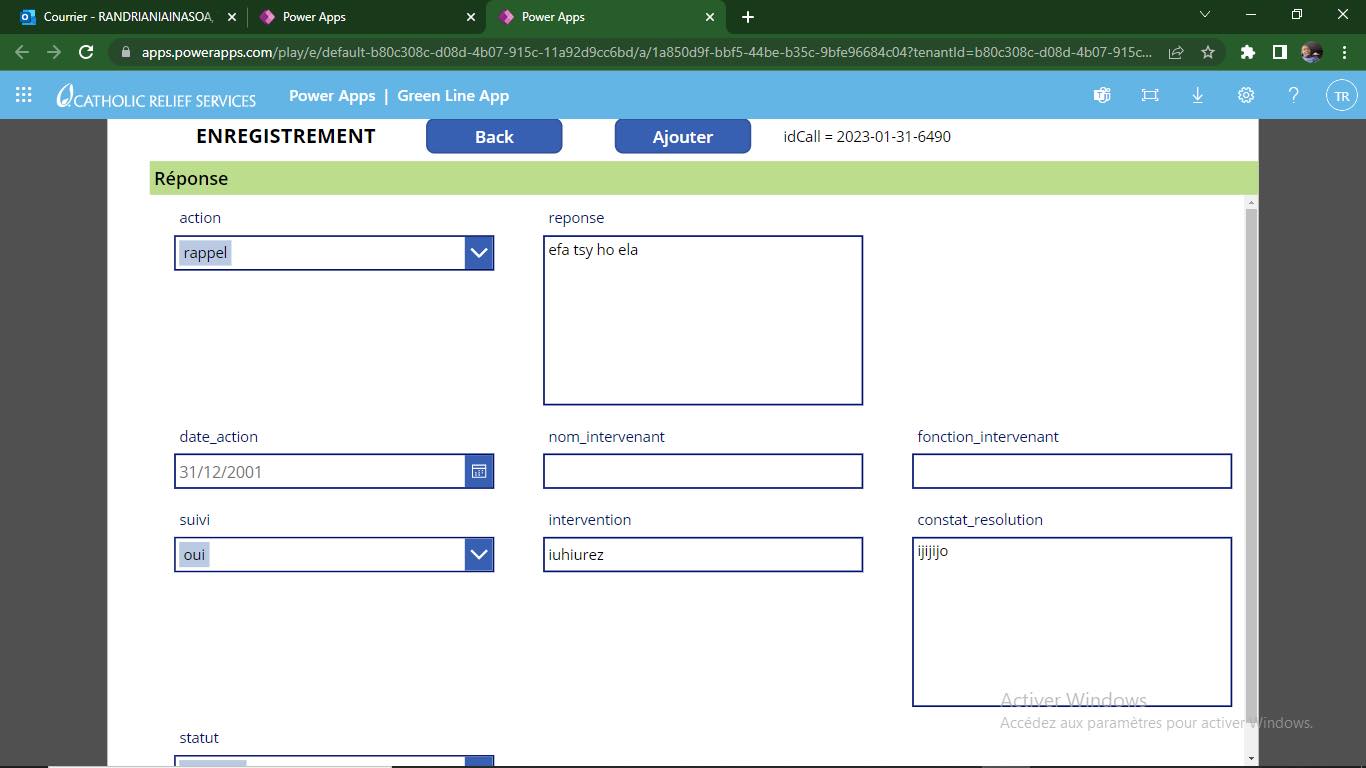 Courrier - RANDRIANIAINASOA,
Power Apps
Power Apps
apps.powerapps.com/play/e/default-b80c308c-d08d-4b07-915c-11a92d9cc6bd/a/1a850d9f-bbf5-44be-b35c-9bfe96684c04?tenantId=b80c308c-d08d-4b07-915c...
CATHOLIC RELIEF SERVICES
Power Apps | Green Line App
?
TR
ENREGISTREMENT
Back
Ajouter
idCall = 2023-01-31-6490
Réponse
action
reponse
rappel
efa tsy ho ela
date_action
nom_intervenant
fonction_intervenant
31/12/2001
suivi
intervention
constat_resolution
oui
iuhiurez
ijijijo
Activer Windows
Accédez aux paramètres pour activer Windows.
statut